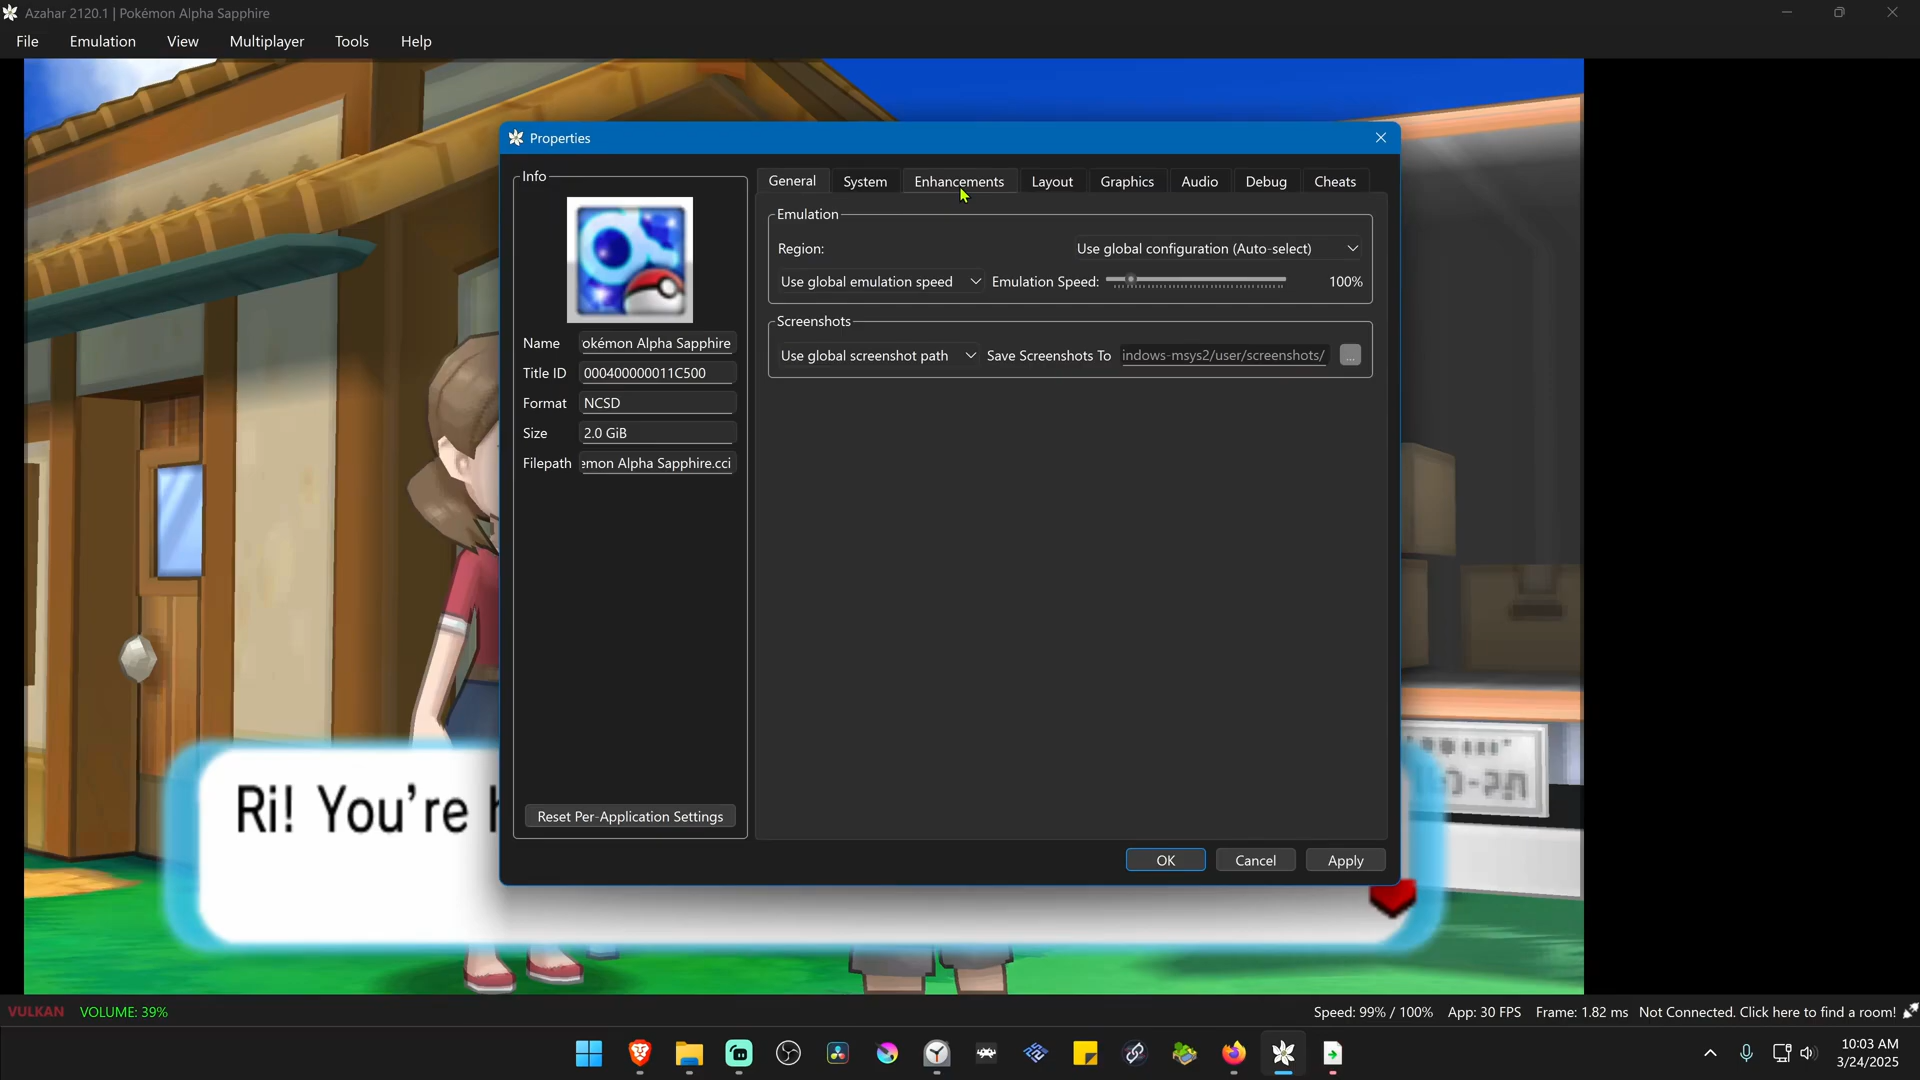 Azahar 2120.1 | Pokémon Alpha Sapphire
File Emulation View Multiplayer Tools Help
Properties
Info
Name okémon Alpha Sapphire
Title ID 000400000011C500
Format NCSD
Size 2.0 GiB
Filepath emon Alpha Sapphire.cci
Reset Per-Application Settings
General System Enhancements Layout Graphics Audio Debug Cheats
Emulation
Region: Use global configuration (Auto-select)
Use global emulation speed Emulation Speed: 100%
Screenshots
Use global screenshot path Save Screenshots To indows-msys2/user/screenshots/ ...
OK Cancel Apply
Ri! You're
VULKAN VOLUME: 39% Speed: 99% / 100% App: 30 FPS Frame: 1.82 ms Not Connected. Click here to find a room!
10:03 AM
3/24/2025